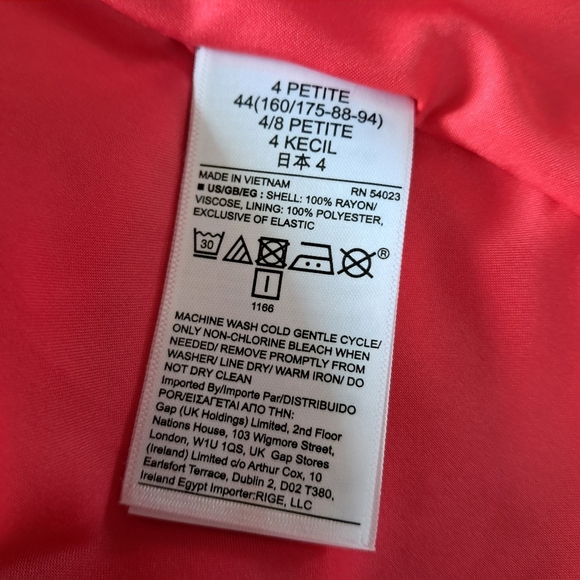 4 PETITE
44(160/175-88-94)
4/8 PETITE
4 KECIL
日本 4
MADE IN VIETNAM RN 54023
■ US/GB/EG : SHELL: 100% RAYON/
VISCOSE, LINING: 100% POLYESTER,
EXCLUSIVE OF ELASTIC
30 ®
1166
MACHINE WASH COLD GENTLE CYCLE/
ONLY NON-CHLORINE BLEACH WHEN
NEEDED/ REMOVE PROMPTLY FROM
WASHER/ LINE DRY/ WARM IRON/ DO
NOT DRY CLEAN
Imported By/Importe Par/DISTRIBUIDO
POR/ΕΙΣΑΓΕΤΑΙ ΑΠΟ ΤΗΝ:
Gap (UK Holdings) Limited, 2nd Floor
Nations House, 103 Wigmore Street,
London, W1U 1QS, UK Gap Stores
(Ireland) Limited c/o Arthur Cox, 10
Earlsfort Terrace, Dublin 2, D02 T380,
Ireland Egypt Importer:RIGE, LLC